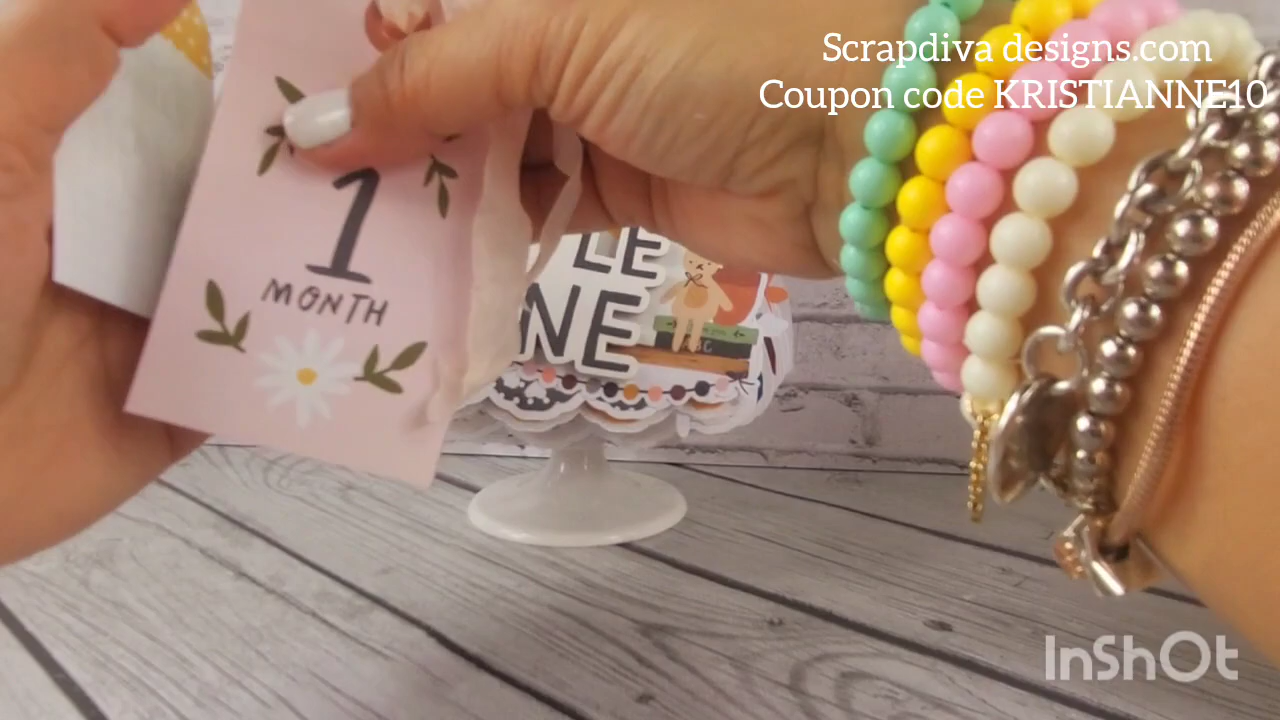 Scrapdiva designs.com
Coupon code KRISTIANNE10
1
MONTH
LE
NE
InShOt